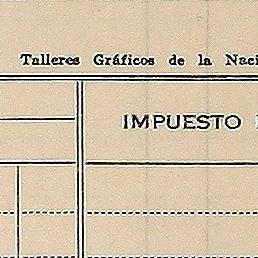 Talleres Gráficos de la Naci
IMPUESTO